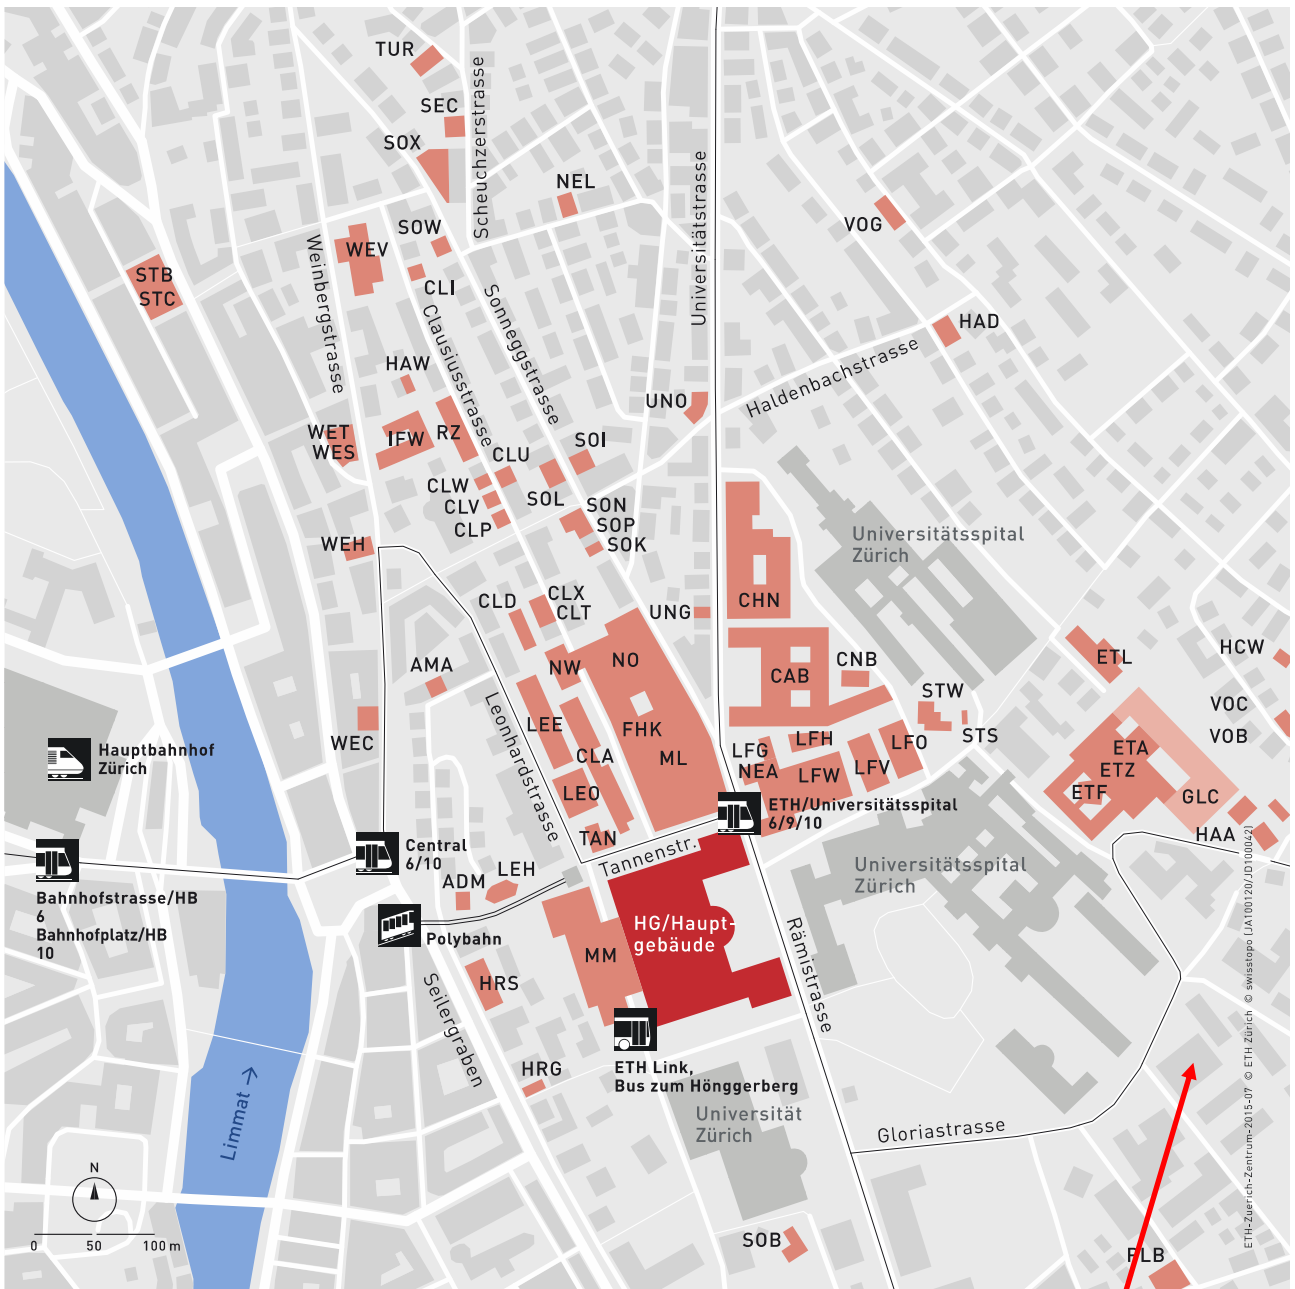 TUR
SEC
SOX
Scheuchzerstrasse
NEL
Universitätstrasse
VOG
SOW
WEV
STB
STC
CLI
Weinbergstrasse
Clausiusstrasse
Sonneggstrasse
HAD
Haldenbachstrasse
HAW
UNO
WET
WES
IFW
RZ
SOI
CLU
CLW
CLV
CLP
SOL
SON
SOP
SOK
WEH
Universitätsspital
Zürich
CLD
CLX
CLT
UNG
CHN
AMA
NW
NO
CAB
CNB
ETL
HCW
STW
VOC
VOB
STS
WEC
LEE
Leonhardstrasse
FHK
ML
CLA
LEO
TAN
LFG
NEA
LFH
LFW
LFV
LFO
ETA
ETZ
ETF
GLC
HAA
Hauptbahnhof
Zürich
ETH/Universitätsspital
6/9/10
Central
6/10
Tannenstr.
Universitätsspital
Zürich
ADM
LEH
Bahnhofstrasse/HB
6
Bahnhofplatz/HB
10
Polybahn
HG/Haupt-
gebäude
MM
HRS
Rämistrasse
Seilergraben
HRG
ETH Link,
Bus zum Hönggerberg
Universität
Zürich
Gloriastrasse
Limmat →
N
0 50 100 m
SOB
FLB
ETH-Zuerich-Zentrum-2015-07 © ETH Zürich © swisstopo (JA100120/JD100042)